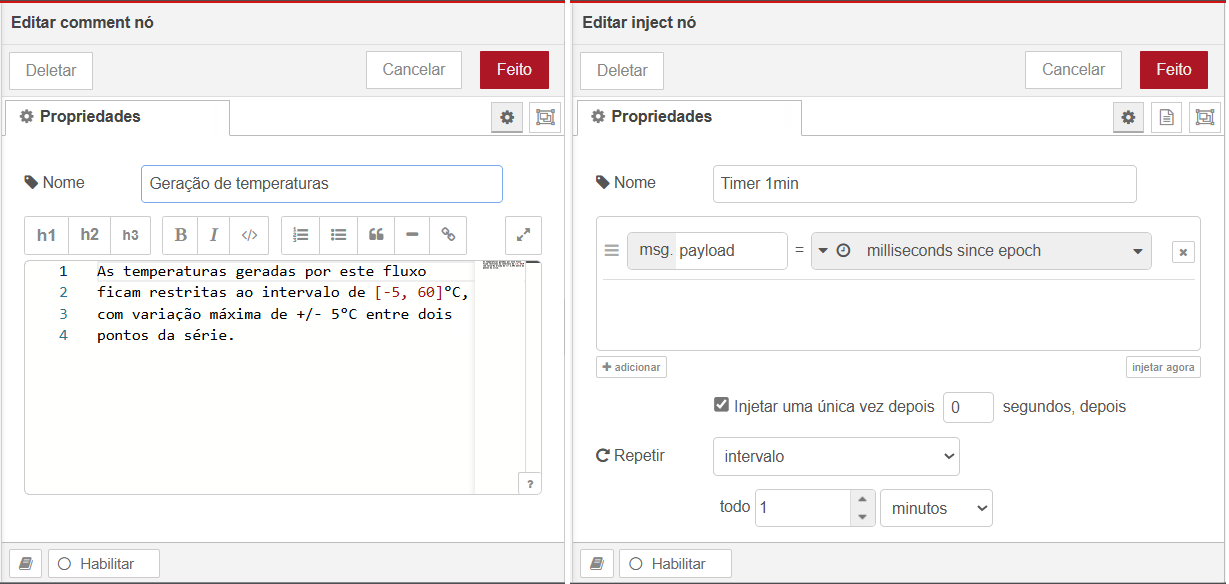 Editar comment nó
Deletar
Cancelar
Feito
Propriedades
Nome
Geração de temperaturas
h1 h2 h3 B I </>
1 As temperaturas geradas por este fluxo
2 ficam restritas ao intervalo de [-5, 60]ºC,
3 com variação máxima de +/- 5ºC entre dois
4 pontos da série.
?
Habilitar
Editar inject nó
Deletar
Cancelar
Feito
Propriedades
Nome
Timer 1min
msg. payload = milliseconds since epoch x
+ adicionar
injetar agora
Injetar uma única vez depois 0 segundos, depois
Repetir
intervalo
todo 1 minutos
Habilitar